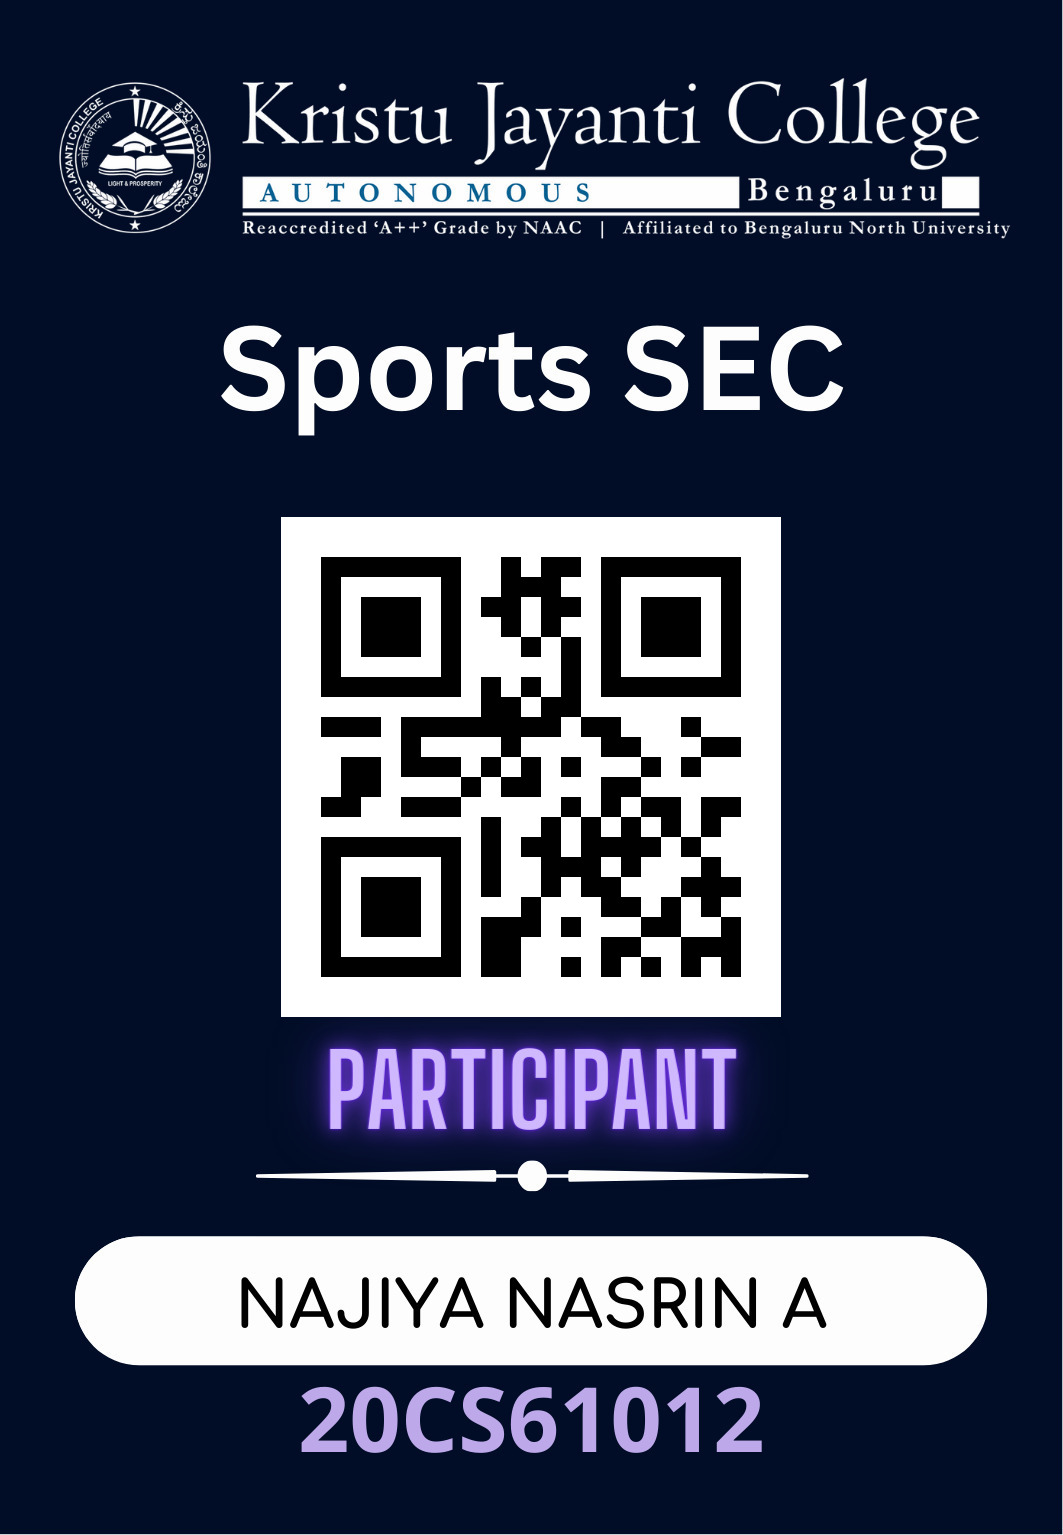 KRISTU JAYANTI COLLEGE
ಕ್ರಿಸ್ತು ಜಯಂತಿ ಕಾಲೇಜು
LIGHT & PROSPERITY
Kristu Jayanti College
AUTONOMOUS Bengaluru
Reaccredited ‘A++’ Grade by NAAC | Affiliated to Bengaluru North University
Sports SEC
PARTICIPANT
NAJIYA NASRIN A
20CS61012